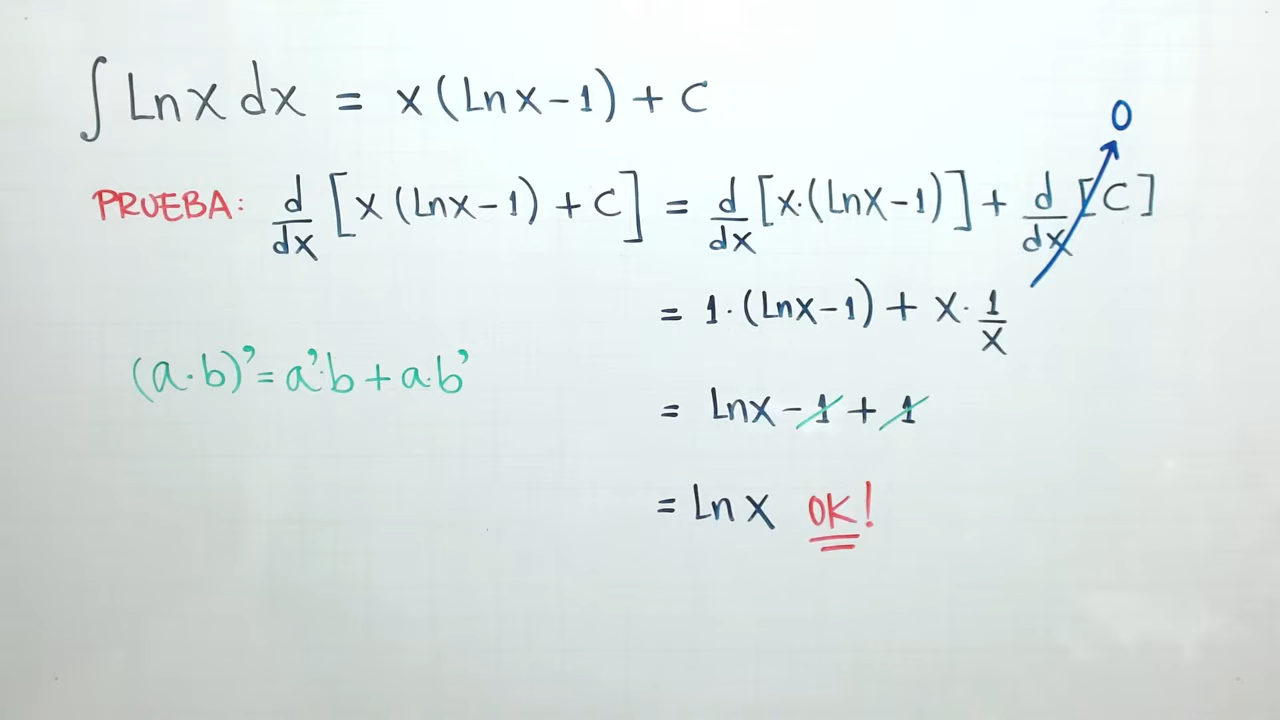 ∫ Lnx dx = x(Lnx-1) + C
0
PRUEBA: d/dx [x(Lnx-1) + C] = d/dx [x·(Lnx-1)] + d/dx [C]
= 1·(Lnx-1) + x·1/x
(a·b)' = a'·b + a·b'
= Lnx - 1 + 1
= Ln x OK!